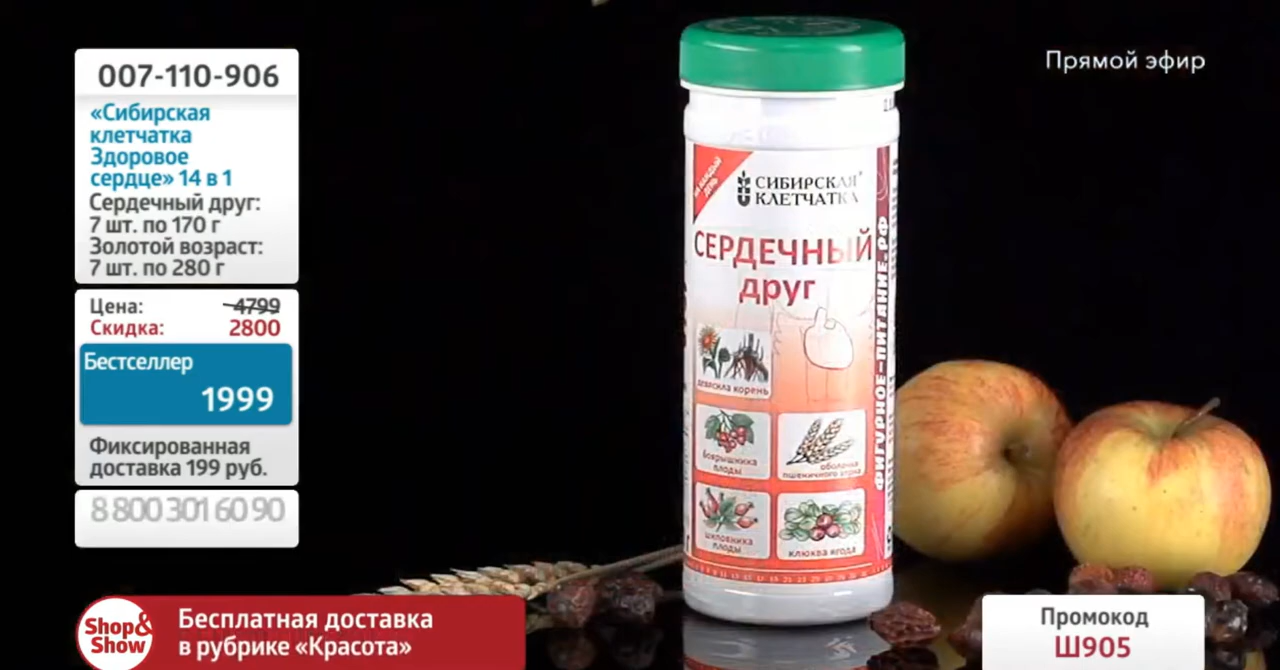 007-110-906
«Сибирская
клетчатка
Здоровое
сердце» 14 в 1
Сердечный друг:
7 шт. по 170 г
Золотой возраст:
7 шт. по 280 г
Цена: 4799
Скидка: 2800
Бестселлер
1999
Фиксированная
доставка 199 руб.
8 800 301 60 90
Shop&
Show
Бесплатная доставка
в рубрике «Красота»
Прямой эфир
НА КАЖДЫЙ
ДЕНЬ
СИБИРСКАЯ
КЛЕТЧАТКА
СЕРДЕЧНЫЙ
друг
девясила корень
боярышника
плоды
оболочка
пшеничного зерна
шиповника
плоды
клюква ягода
ФИГУРНОЕ-ПИТАНИЕ.РФ
Промокод
Ш905